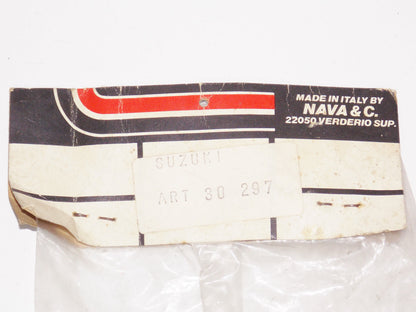 MADE IN ITALY BY
NAVA & C.
22050 VERDERIO SUP.
SUZUKI
ART 30 297